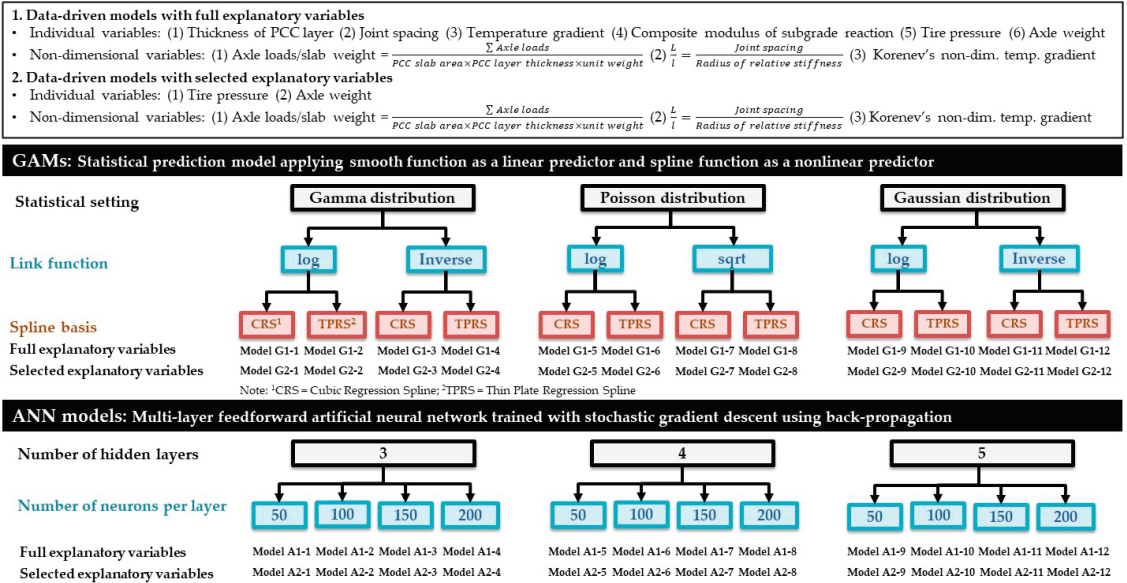 1. Data-driven models with full explanatory variables
• Individual variables: (1) Thickness of PCC layer (2) Joint spacing (3) Temperature gradient (4) Composite modulus of subgrade reaction (5) Tire pressure (6) Axle weight
• Non-dimensional variables: (1) Axle loads/slab weight = ∑ Axle loads / PCC slab area×PCC layer thickness×unit weight (2) L/l = Joint spacing / Radius of relative stiffness (3) Korenev's non-dim. temp. gradient
2. Data-driven models with selected explanatory variables
• Individual variables: (1) Tire pressure (2) Axle weight
• Non-dimensional variables: (1) Axle loads/slab weight = ∑ Axle loads / PCC slab area×PCC layer thickness×unit weight (2) L/l = Joint spacing / Radius of relative stiffness (3) Korenev's non-dim. temp. gradient
GAMs: Statistical prediction model applying smooth function as a linear predictor and spline function as a nonlinear predictor
Statistical setting Gamma distribution Poisson distribution Gaussian distribution
Link function log Inverse log sqrt log Inverse
Spline basis CRS¹ TPRS² CRS TPRS CRS TPRS CRS TPRS CRS TPRS CRS TPRS
Full explanatory variables Model G1-1 Model G1-2 Model G1-3 Model G1-4 Model G1-5 Model G1-6 Model G1-7 Model G1-8 Model G1-9 Model G1-10 Model G1-11 Model G1-12
Selected explanatory variables Model G2-1 Model G2-2 Model G2-3 Model G2-4 Model G2-5 Model G2-6 Model G2-7 Model G2-8 Model G2-9 Model G2-10 Model G2-11 Model G2-12
Note: ¹CRS = Cubic Regression Spline; ²TPRS = Thin Plate Regression Spline
ANN models: Multi-layer feedforward artificial neural network trained with stochastic gradient descent using back-propagation
Number of hidden layers 3 4 5
Number of neurons per layer 50 100 150 200 50 100 150 200 50 100 150 200
Full explanatory variables Model A1-1 Model A1-2 Model A1-3 Model A1-4 Model A1-5 Model A1-6 Model A1-7 Model A1-8 Model A1-9 Model A1-10 Model A1-11 Model A1-12
Selected explanatory variables Model A2-1 Model A2-2 Model A2-3 Model A2-4 Model A2-5 Model A2-6 Model A2-7 Model A2-8 Model A2-9 Model A2-10 Model A2-11 Model A2-12